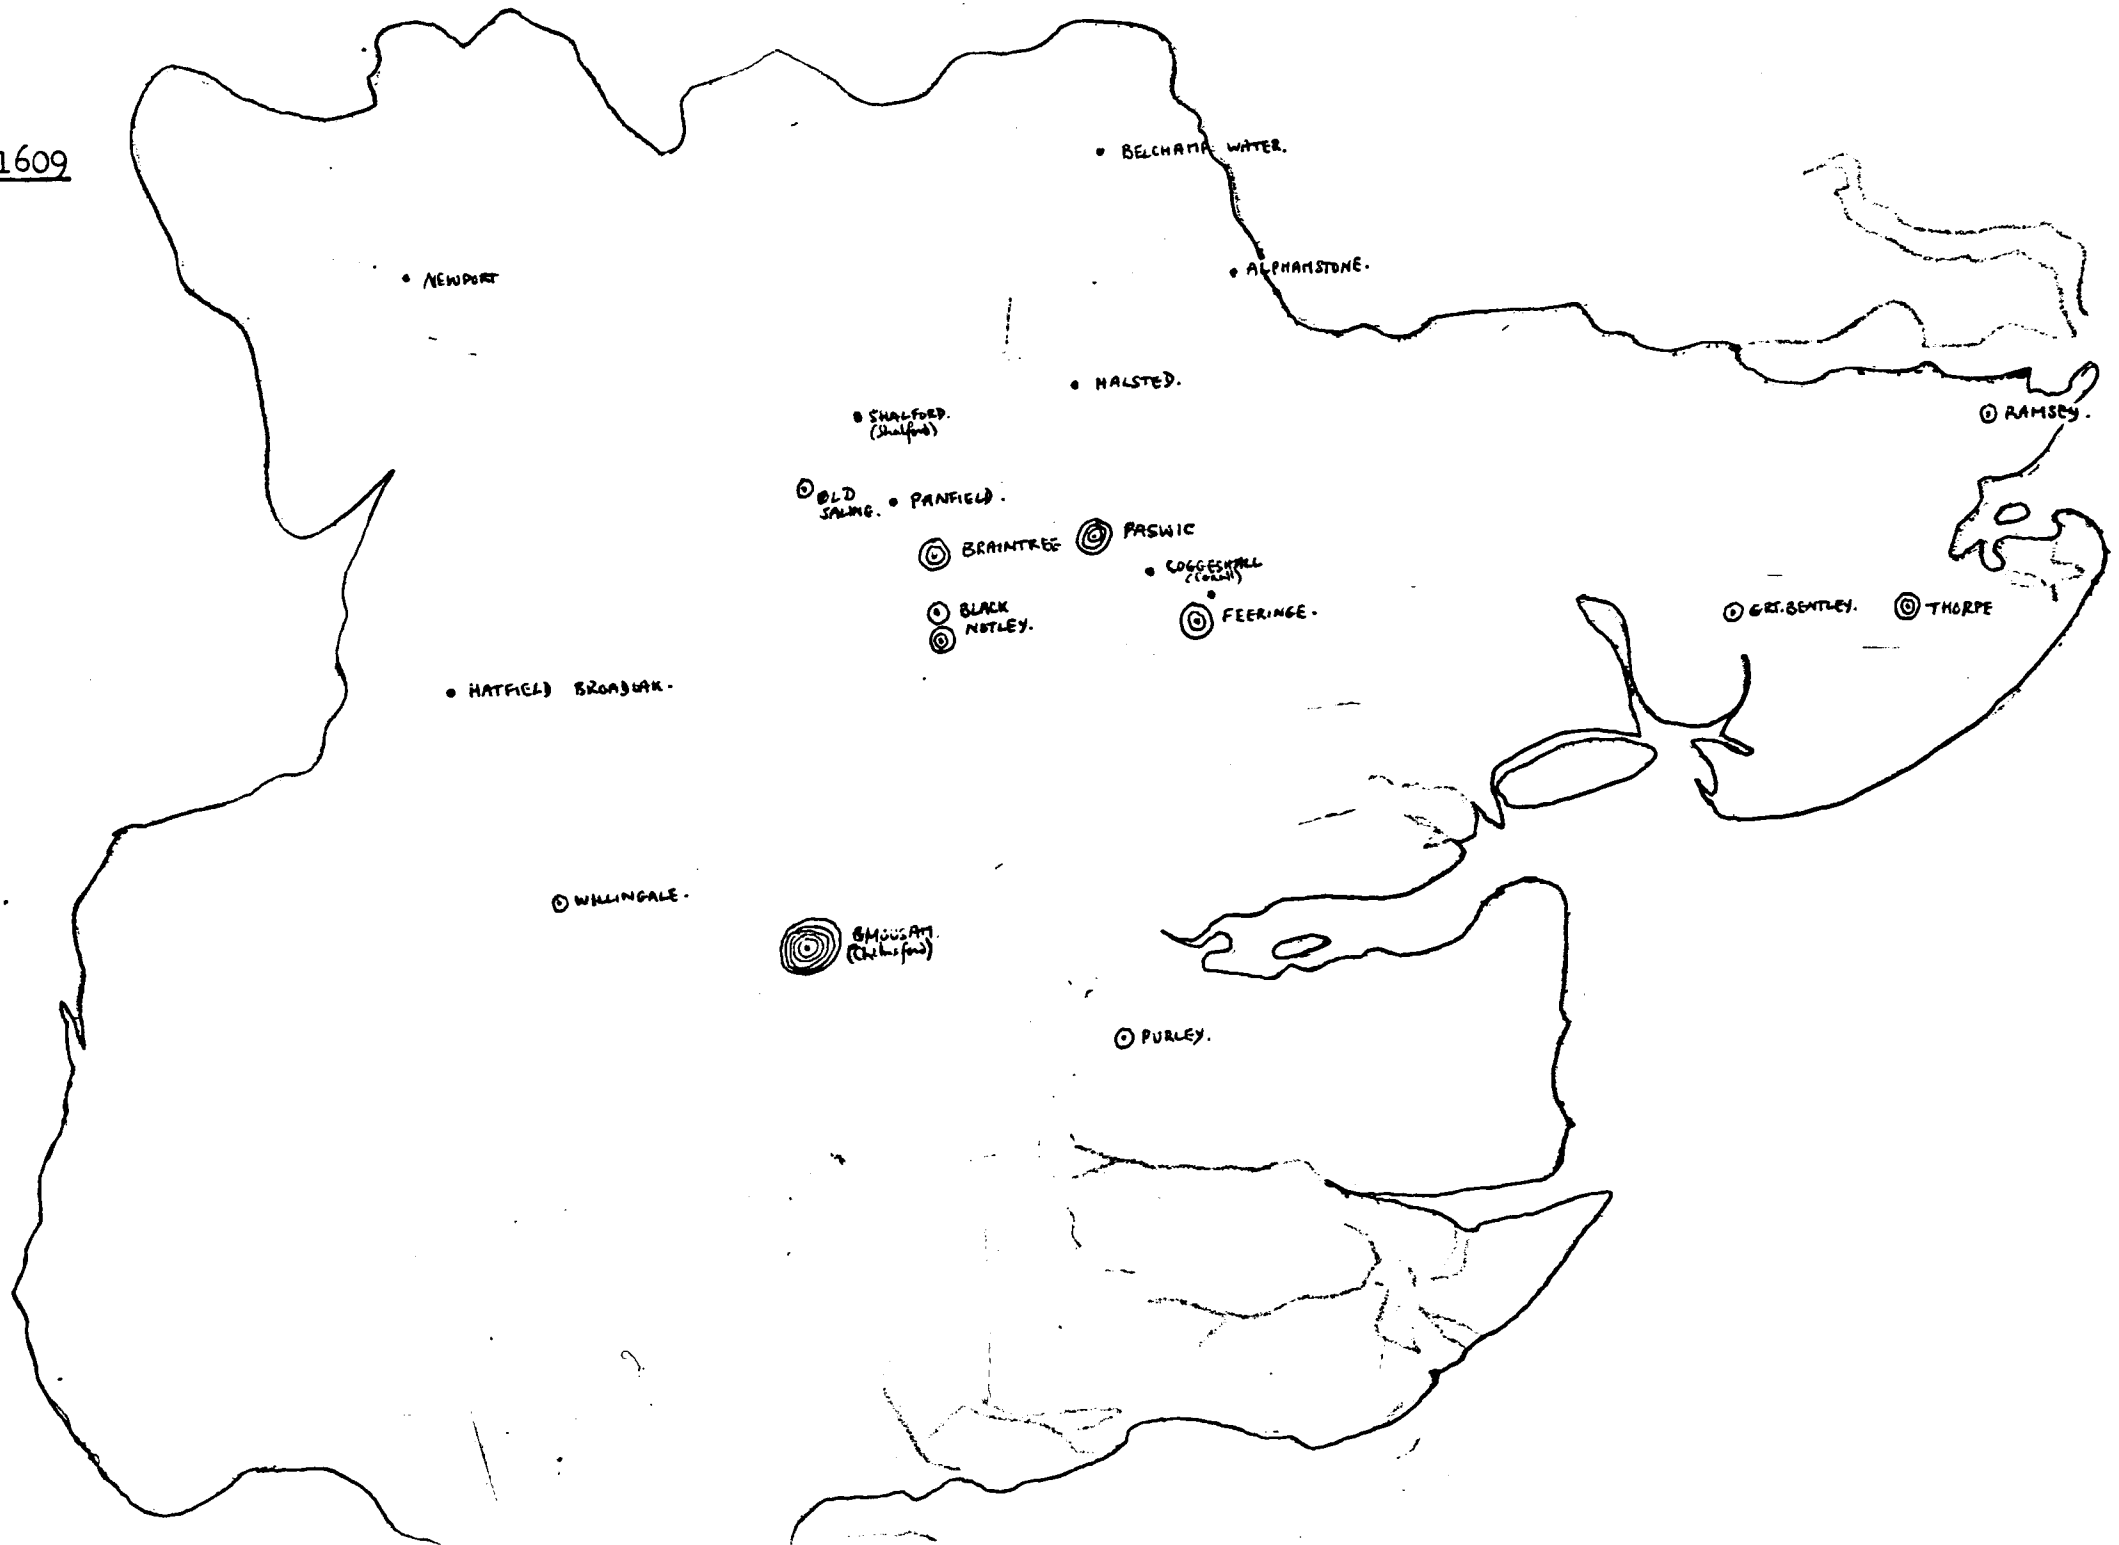 1609
BELCHAMP WATER.
NEWPORT
ALPHAMSTONE.
HALSTED.
SHALFORD.
(Shalford)
RAMSEY.
OLD
SALING.
PANFIELD.
BRAINTREE
PASWIC
COGGESHALL
BLACK
NOTLEY.
FEERINGE.
GRT. BENTLEY.
THORPE
HATFIELD BROADOAK.
WILLINGALE.
(Chelmsford)
PURLEY.